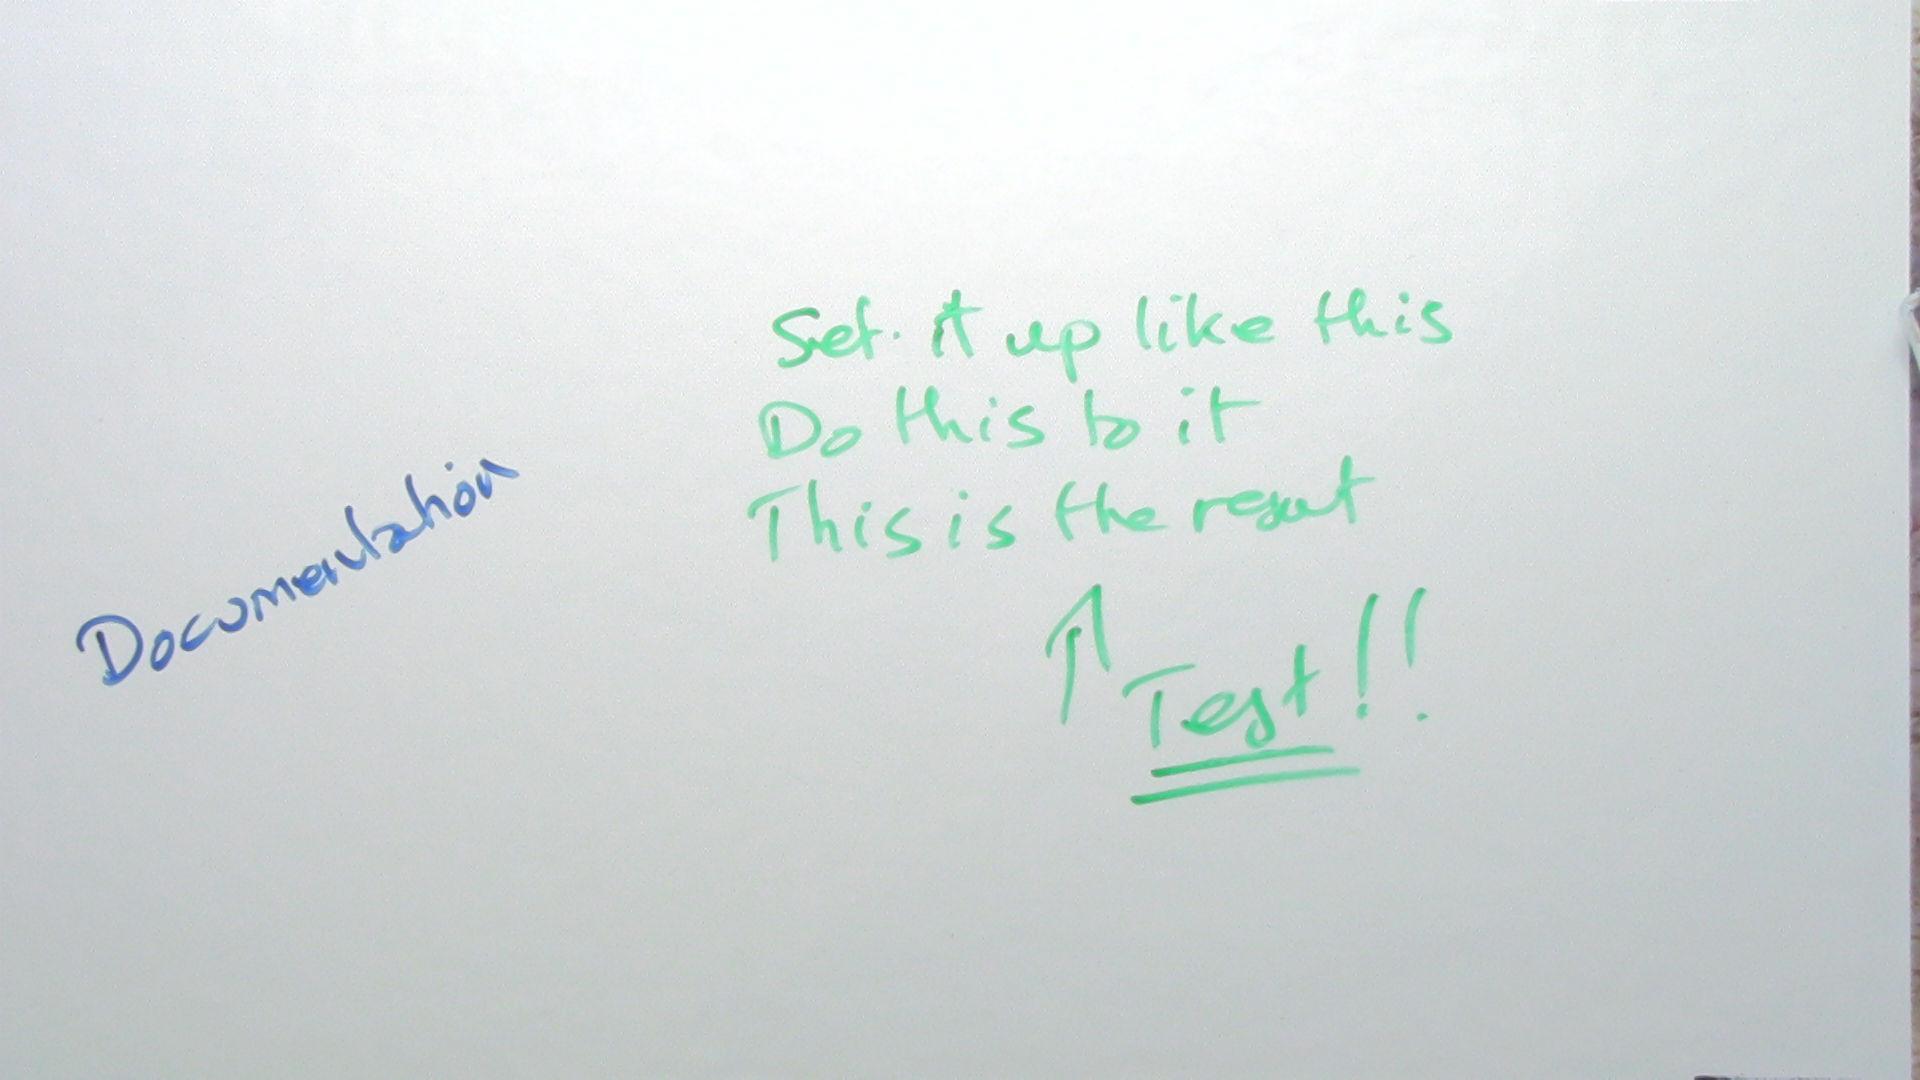 Documentation
Set it up like this
Do this to it
This is the result
Test!!